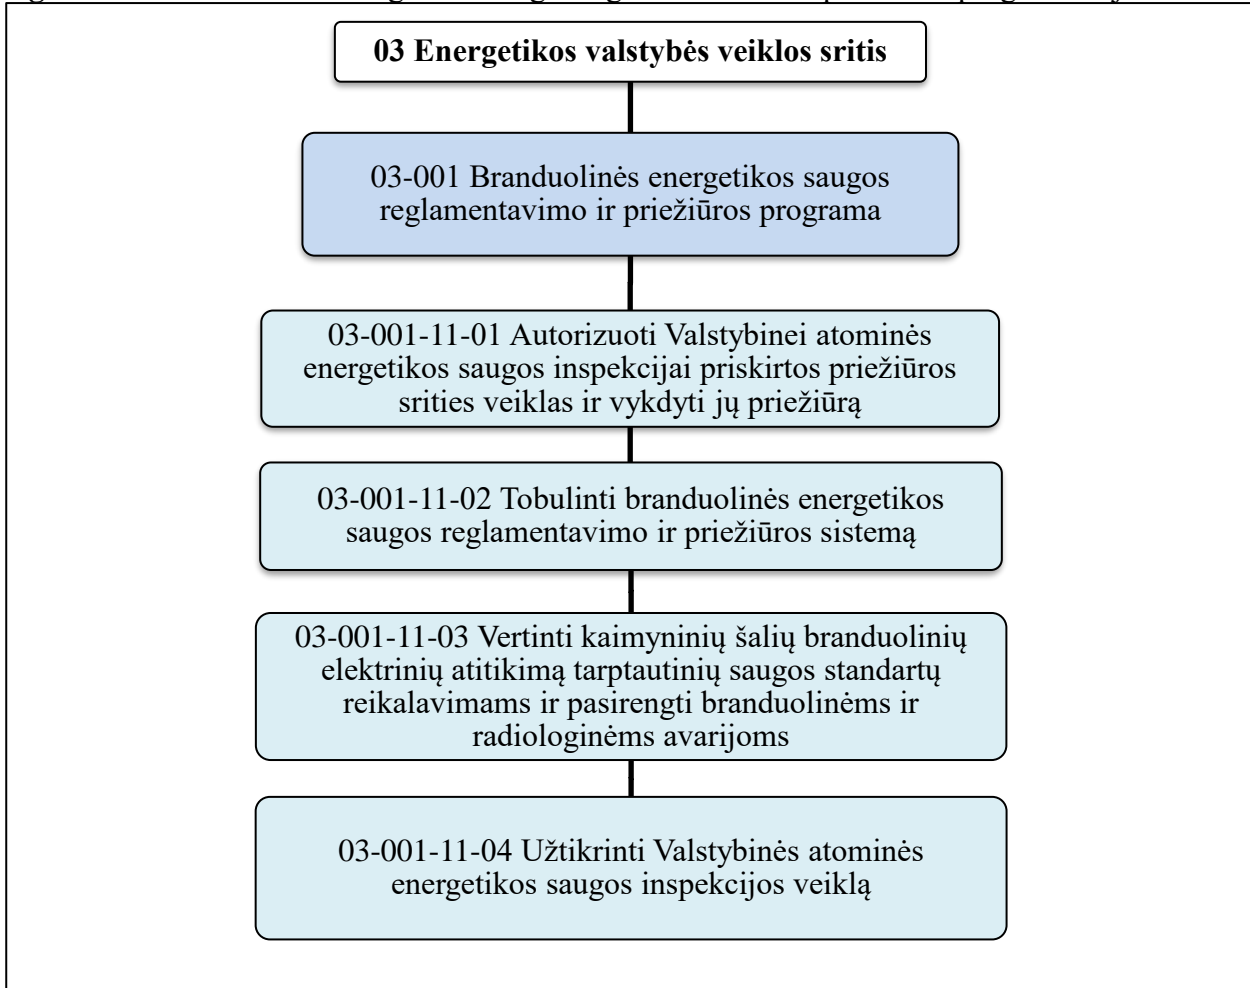 03 Energetikos valstybės veiklos sritis
03-001 Branduolinės energetikos saugos
reglamentavimo ir priežiūros programa
03-001-11-01 Autorizuoti Valstybinei atominės
energetikos saugos inspekcijai priskirtos priežiūros
srities veiklas ir vykdyti jų priežiūrą
03-001-11-02 Tobulinti branduolinės energetikos
saugos reglamentavimo ir priežiūros sistemą
03-001-11-03 Vertinti kaimyninių šalių branduolinių
elektrinių atitikimą tarptautinių saugos standartų
reikalavimams ir pasirengti branduolinėms ir
radiologinėms avarijoms
03-001-11-04 Užtikrinti Valstybinės atominės
energetikos saugos inspekcijos veiklą